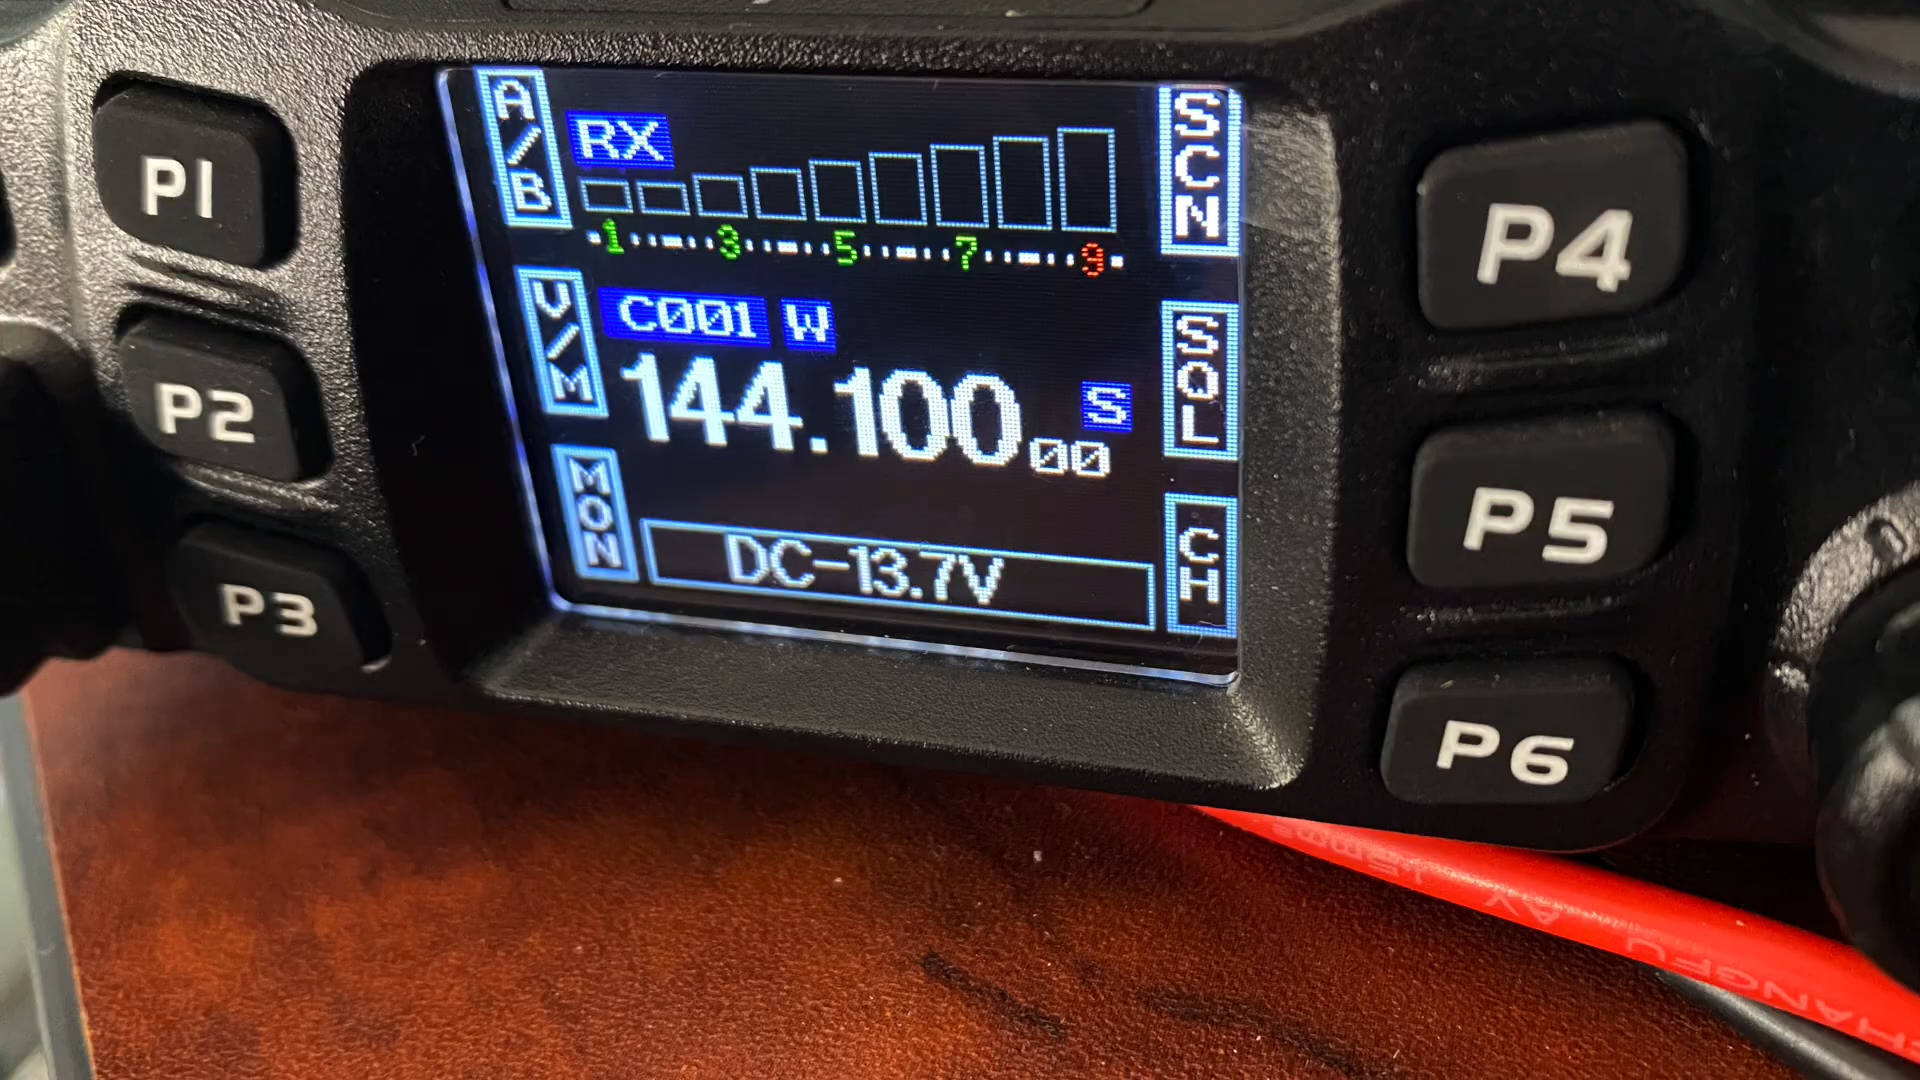 P1
P2
P3
A/B
V/M
MON
RX
1 3 5 7 9
C001 W
144.100 00 S
DC-13.7V
SCN
SQL
CH
P4
P5
P6